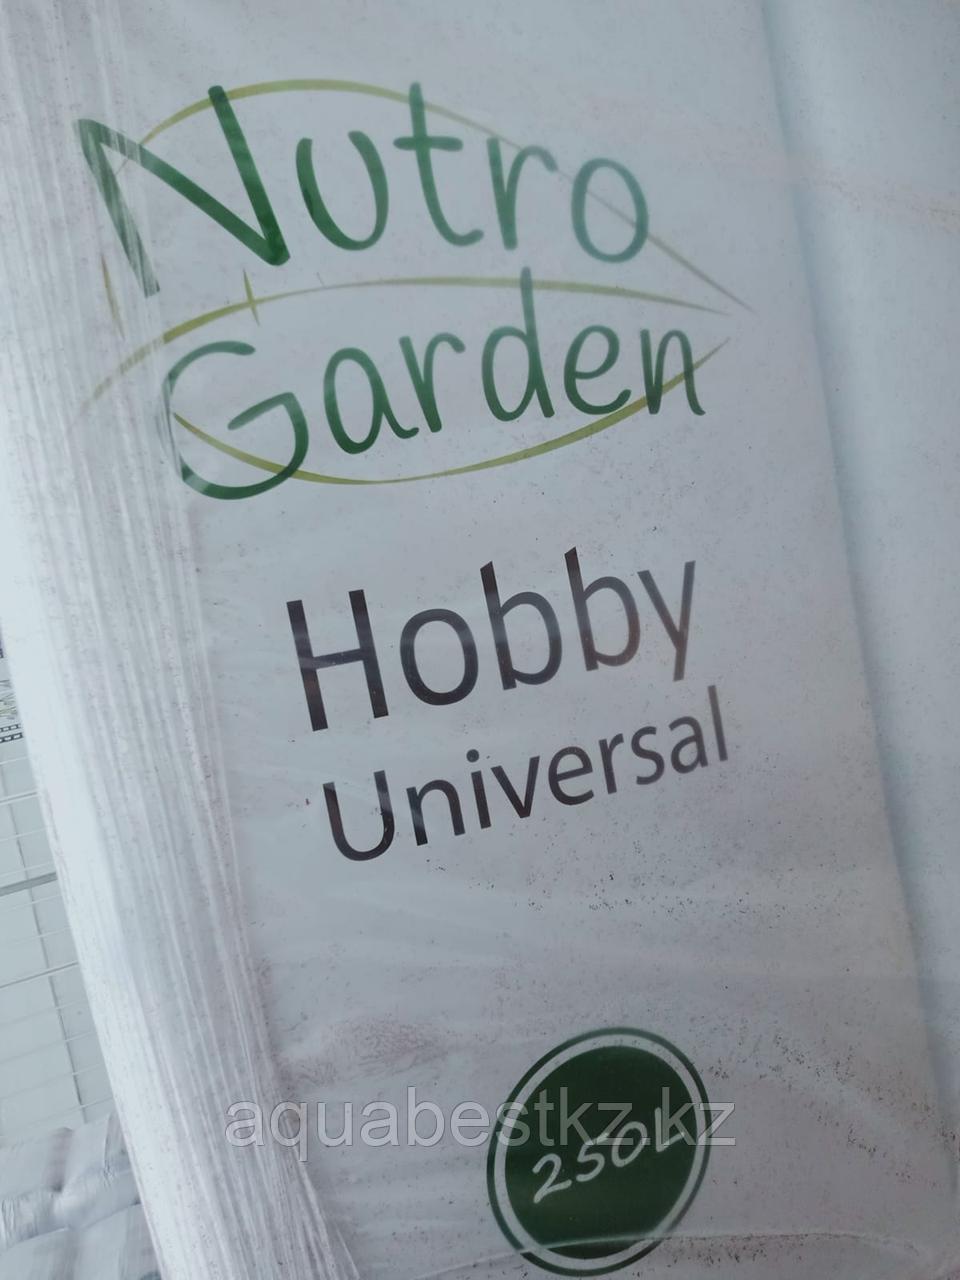 Nutro
Garden
Hobby
Universal
aquabestkz.kz
250L